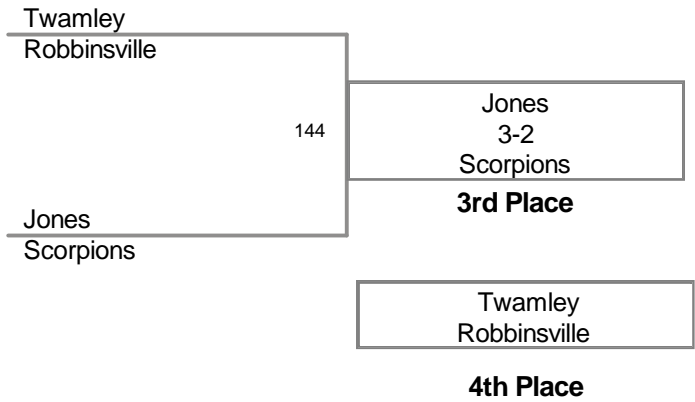 Twamley
Robbinsville
144
Jones
3-2
Scorpions
3rd Place
Jones
Scorpions
Twamley
Robbinsville
4th Place